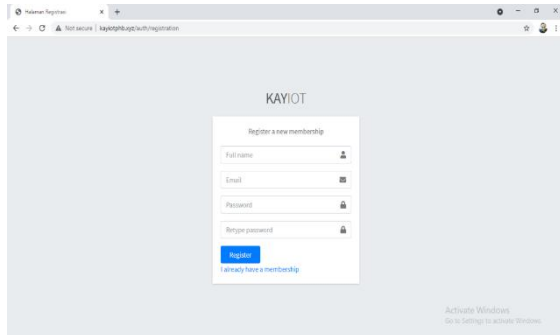 Halaman Registrasi
Not secure | kayiotphb.xyz/auth/registration
KAYIOT
Register a new membership
Full name
Email
Password
Retype password
Register
I already have a membership
Activate Windows
Go to Settings to activate Windows.